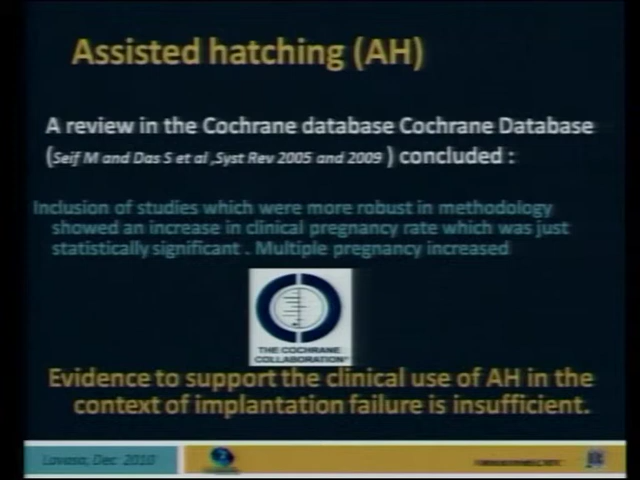 Assisted hatching (AH)
A review in the Cochrane database Cochrane Database
(Seif M and Das S et al ,Syst Rev 2005 and 2009 ) concluded :
Inclusion of studies which were more robust in methodology
showed an increase in clinical pregnancy rate which was just
statistically significant . Multiple pregnancy increased
THE COCHRANE
COLLABORATION®
Evidence to support the clinical use of AH in the
context of implantation failure is insufficient.
Lavasa, Dec 2010